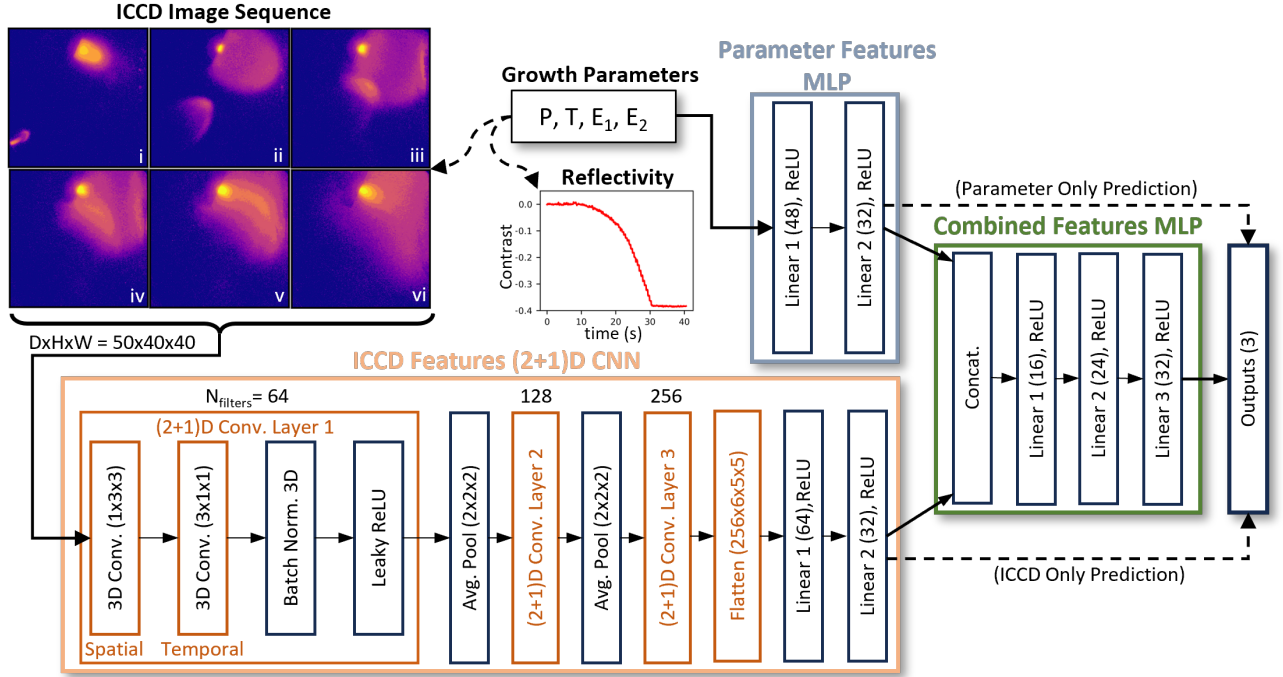 ICCD Image Sequence
i
ii
iii
iv
v
vi
DxHxW = 50x40x40
Growth Parameters
P, T, E₁, E₂
Reflectivity
Contrast
0.0
-0.1
-0.2
-0.3
-0.4
0
10
20
30
40
time (s)
Parameter Features
MLP
Linear 1 (48), ReLU
Linear 2 (32), ReLU
(Parameter Only Prediction)
Combined Features MLP
Concat.
Linear 1 (16), ReLU
Linear 2 (24), ReLU
Linear 3 (32), ReLU
Outputs (3)
ICCD Features (2+1)D CNN
N_filters= 64
128
256
(2+1)D Conv. Layer 1
3D Conv. (1x3x3)
3D Conv. (3x1x1)
Batch Norm. 3D
Leaky ReLU
Spatial
Temporal
Avg. Pool (2x2x2)
(2+1)D Conv. Layer 2
Avg. Pool (2x2x2)
(2+1)D Conv. Layer 3
Flatten (256x6x5x5)
Linear 1 (64),ReLU
Linear 2 (32), ReLU
(ICCD Only Prediction)